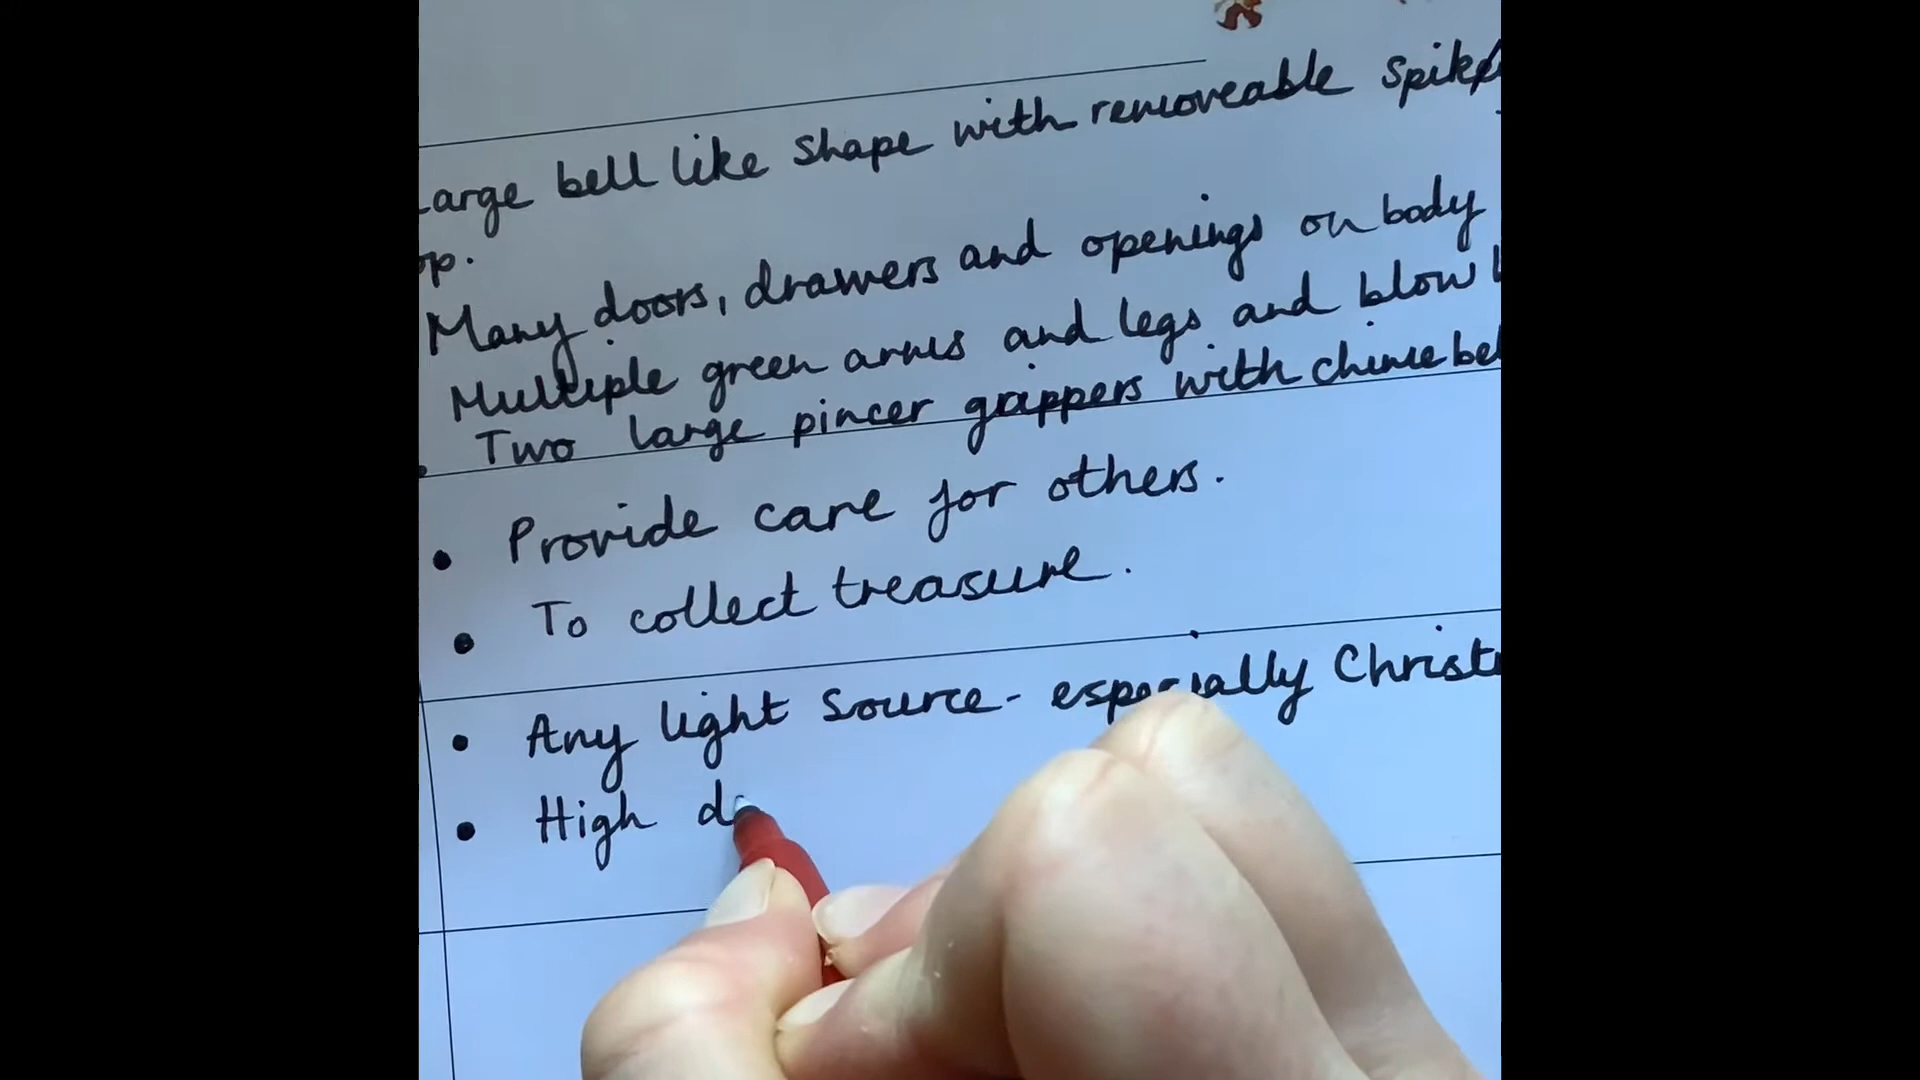 Large bell like shape with removeable
op.
Many doors, drawers and openings on body
Multiple green arms and legs and blow
Two large pincer grippers with chime bel
• Provide care for others.
• To collect treasure.
• Any light source - especially Christ
• High d